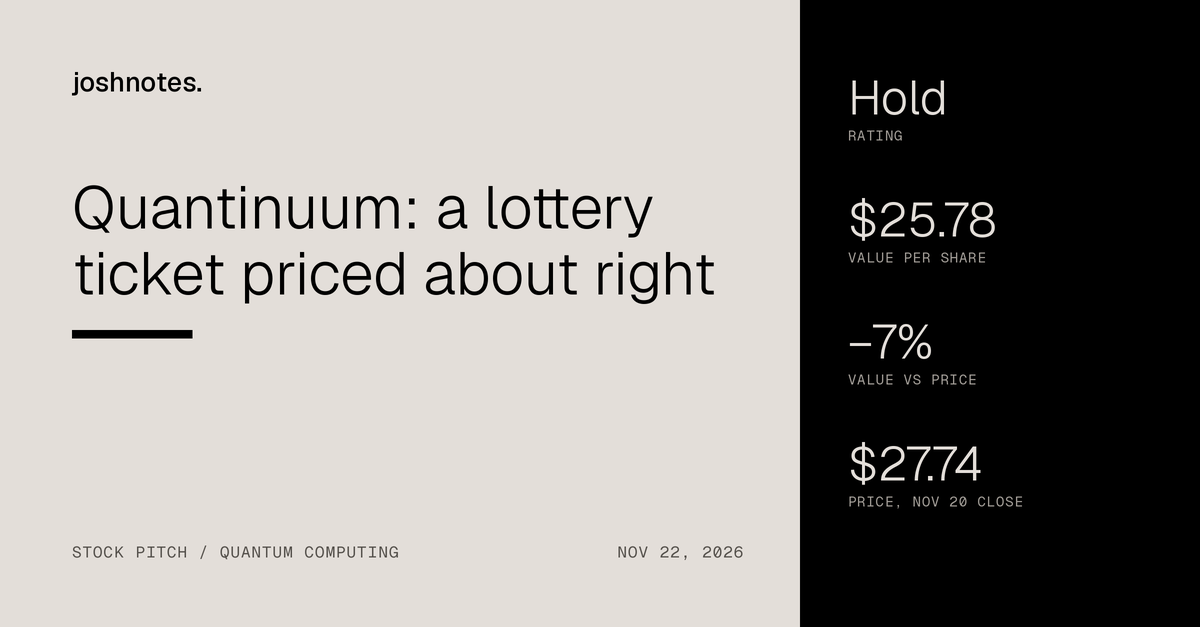 joshnotes.
Quantinuum: a lottery
ticket priced about right
STOCK PITCH / QUANTUM COMPUTING
NOV 22, 2026
Hold
RATING
$25.78
VALUE PER SHARE
–7%
VALUE VS PRICE
$27.74
PRICE, NOV 20 CLOSE